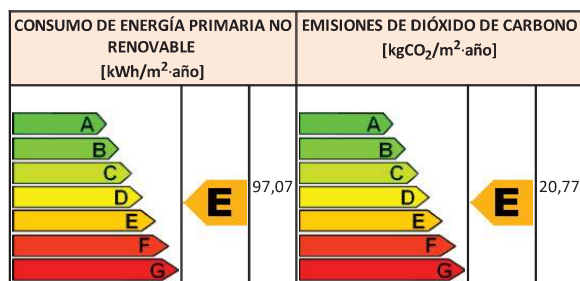 CONSUMO DE ENERGÍA PRIMARIA NO
RENOVABLE
[kWh/m²·año]
A
B
C
D
E
F
G
E
97,07
EMISIONES DE DIÓXIDO DE CARBONO
[kgCO₂/m²·año]
A
B
C
D
E
F
G
E
20,77